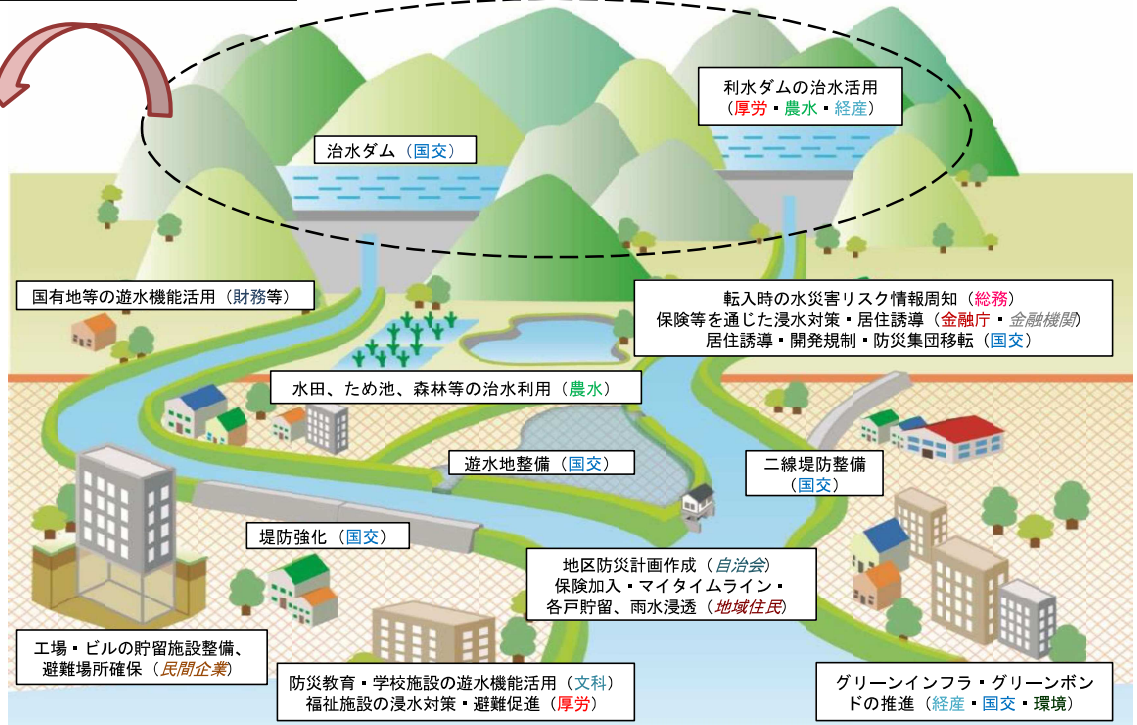 利水ダムの治水活用
（厚労・農水・経産）
治水ダム（国交）
国有地等の遊水機能活用（財務等）
転入時の水災害リスク情報周知（総務）
保険等を通じた浸水対策・居住誘導（金融庁・金融機関）
居住誘導・開発規制・防災集団移転（国交）
水田、ため池、森林等の治水利用（農水）
遊水地整備（国交）
二線堤防整備
（国交）
堤防強化（国交）
地区防災計画作成（自治会）
保険加入・マイタイムライン・
各戸貯留、雨水浸透（地域住民）
工場・ビルの貯留施設整備、
避難場所確保（民間企業）
防災教育・学校施設の遊水機能活用（文科）
福祉施設の浸水対策・避難促進（厚労）
グリーンインフラ・グリーンボン
ドの推進（経産・国交・環境）